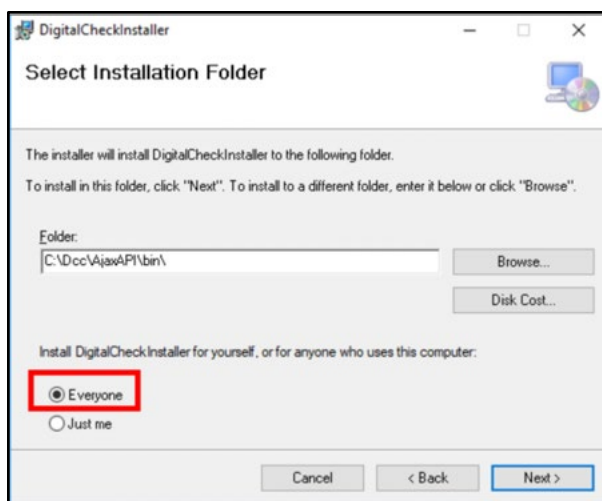 DigitalCheckInstaller
Select Installation Folder
The installer will install DigitalCheckInstaller to the following folder.
To install in this folder, click "Next". To install to a different folder, enter it below or click "Browse".
Folder:
C:\Dcc\AjaxAPI\bin\
Browse...
Disk Cost...
Install DigitalCheckInstaller for yourself, or for anyone who uses this computer:
Everyone
Just me
Cancel
< Back
Next >